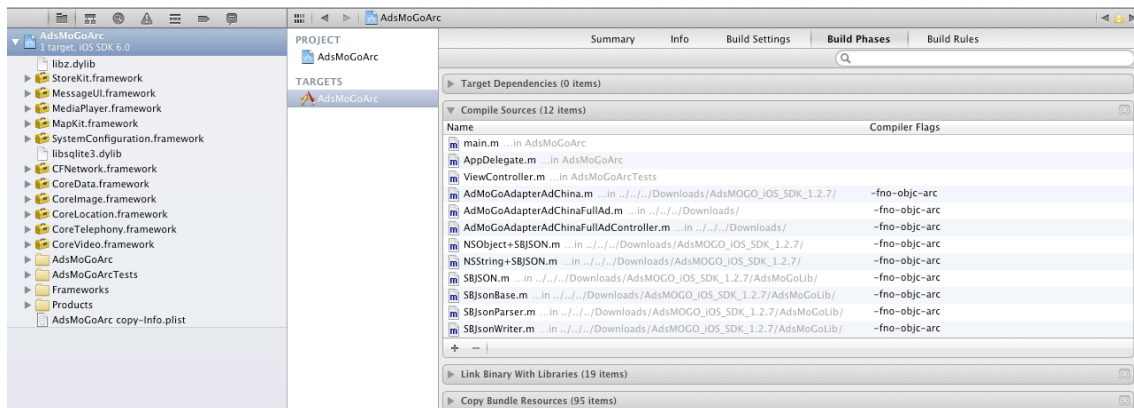 AdsMoGoArc
AdsMoGoArc
1 target, iOS SDK 6.0
libz.dylib
StoreKit.framework
MessageUI.framework
MediaPlayer.framework
MapKit.framework
SystemConfiguration.framework
libsqlite3.dylib
CFNetwork.framework
CoreData.framework
CoreImage.framework
CoreLocation.framework
CoreTelephony.framework
CoreVideo.framework
AdsMoGoArc
AdsMoGoArcTests
Frameworks
Products
AdsMoGoArc copy-Info.plist
PROJECT
AdsMoGoArc
TARGETS
AdsMoGoArc
Summary Info Build Settings Build Phases Build Rules
Target Dependencies (0 items)
Compile Sources (12 items)
Name Compiler Flags
m main.m ...in AdsMoGoArc
m AppDelegate.m ...in AdsMoGoArc
m ViewController.m ...in AdsMoGoArcTests
m AdMoGoAdapterAdChina.m ...in ../../../Downloads/AdsMOGO_iOS_SDK_1.2.7/ -fno-objc-arc
m AdMoGoAdapterAdChinaFullAd.m ...in ../../../Downloads/ -fno-objc-arc
m AdMoGoAdapterAdChinaFullAdController.m ...in ../../../Downloads/ -fno-objc-arc
m NSObject+SBJSON.m ...in ../../../Downloads/AdsMOGO_iOS_SDK_1.2.7/ -fno-objc-arc
m NSString+SBJSON.m ...in ../../../Downloads/AdsMOGO_iOS_SDK_1.2.7/ -fno-objc-arc
m SBJSON.m ...in ../../../Downloads/AdsMOGO_iOS_SDK_1.2.7/AdsMoGoLib/ -fno-objc-arc
m SBJsonBase.m ...in ../../../Downloads/AdsMOGO_iOS_SDK_1.2.7/AdsMoGoLib/ -fno-objc-arc
m SBJsonParser.m ...in ../../../Downloads/AdsMOGO_iOS_SDK_1.2.7/AdsMoGoLib/ -fno-objc-arc
m SBJsonWriter.m ...in ../../../Downloads/AdsMOGO_iOS_SDK_1.2.7/AdsMoGoLib/ -fno-objc-arc
Link Binary With Libraries (19 items)
Copy Bundle Resources (95 items)